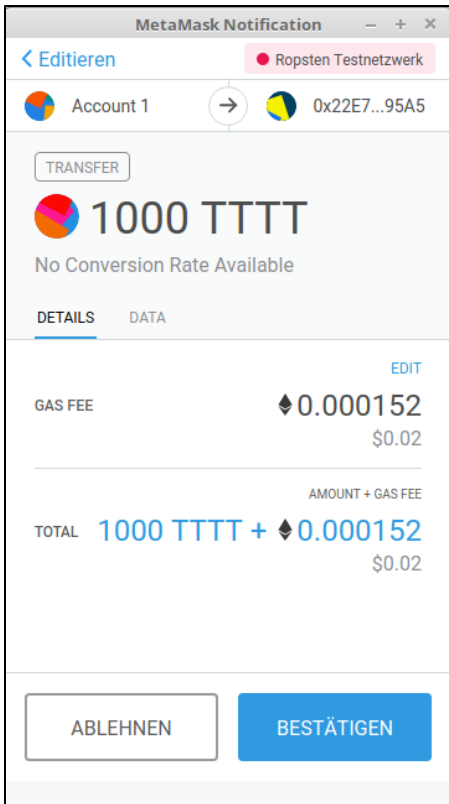 MetaMask Notification
Editieren
Ropsten Testnetzwerk
Account 1
0x22E7...95A5
TRANSFER
1000 TTTT
No Conversion Rate Available
DETAILS DATA
EDIT
GAS FEE 0.000152
$0.02
AMOUNT + GAS FEE
TOTAL 1000 TTTT + 0.000152
$0.02
ABLEHNEN BESTÄTIGEN